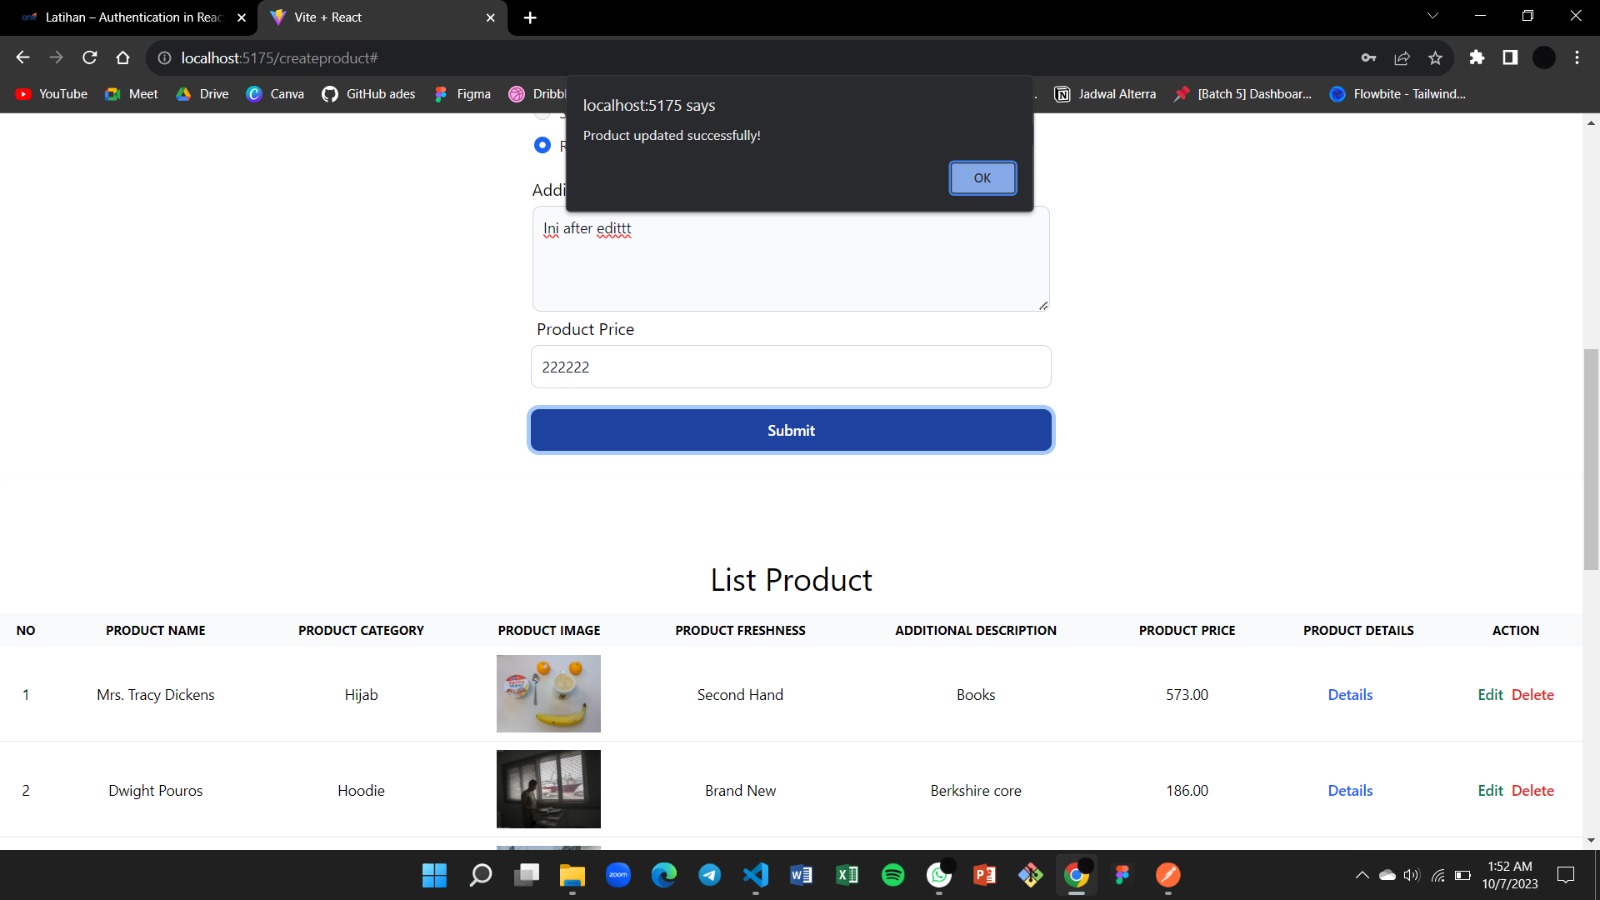 Latihan – Authentication in Reac
Vite + React
localhost:5175/createproduct#
YouTube
Meet
Drive
Canva
GitHub ades
Figma
Jadwal Alterra
[Batch 5] Dashboar...
Flowbite - Tailwind...
localhost:5175 says
Product updated successfully!
OK
Ini after edittt
Product Price
222222
Submit
List Product
NO PRODUCT NAME PRODUCT CATEGORY PRODUCT IMAGE PRODUCT FRESHNESS ADDITIONAL DESCRIPTION PRODUCT PRICE PRODUCT DETAILS ACTION
1 Mrs. Tracy Dickens Hijab Second Hand Books 573.00 Details Edit Delete
2 Dwight Pouros Hoodie Brand New Berkshire core 186.00 Details Edit Delete
zoom
1:52 AM
10/7/2023